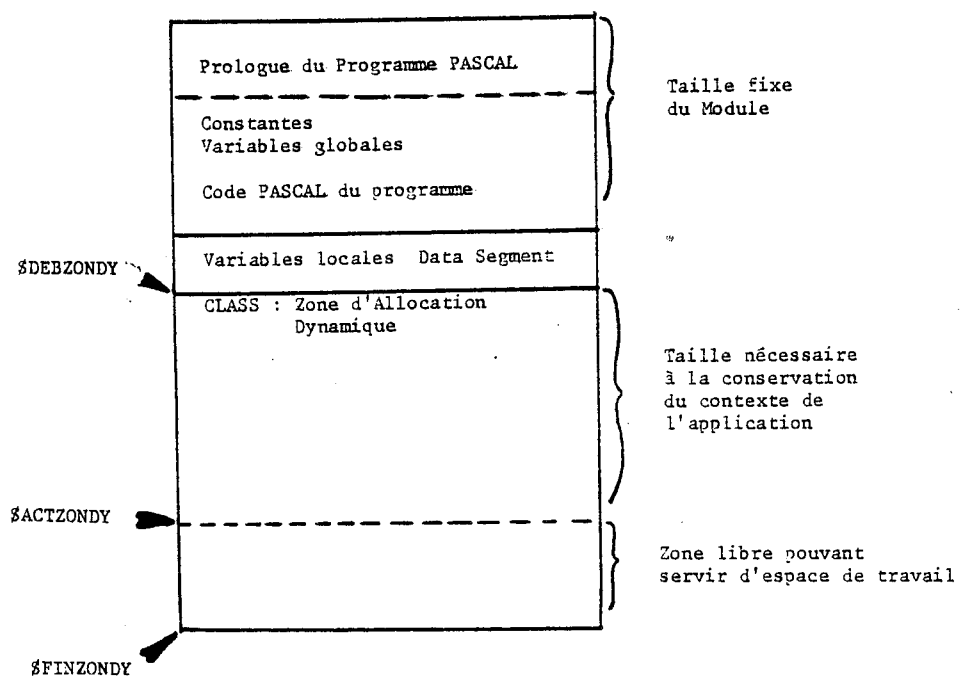 Prologue du Programme PASCAL
Taille fixe
du Module
Constantes
Variables globales
Code PASCAL du programme
$DEBZONDY
Variables locales Data Segment
CLASS : Zone d'Allocation
Dynamique
Taille nécessaire
à la conservation
du contexte de
l'application
$ACTZONDY
Zone libre pouvant
servir d'espace de travail
$FINZONDY